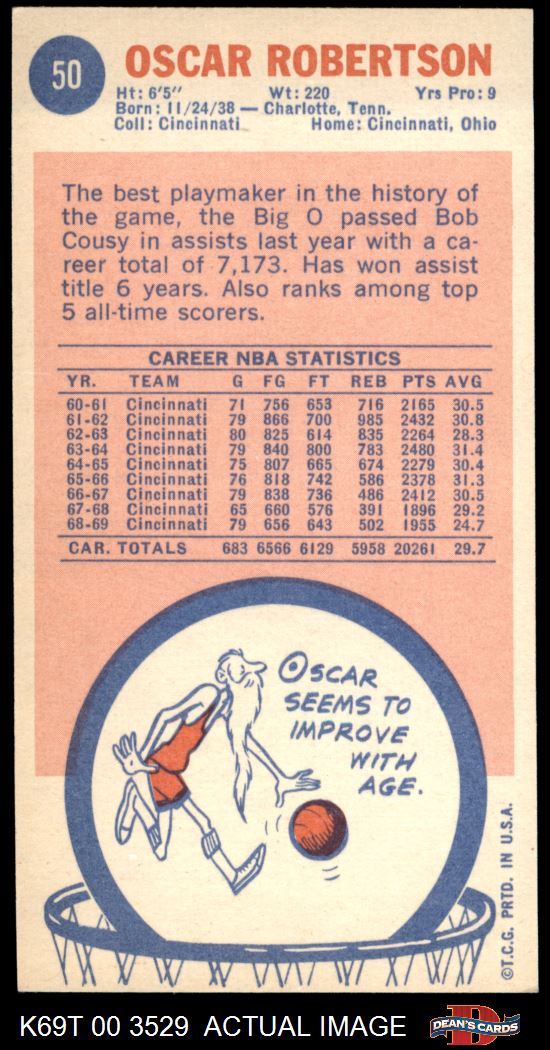 50
OSCAR ROBERTSON
Ht: 6'5" Wt: 220 Yrs Pro: 9
Born: 11/24/38 — Charlotte, Tenn.
Coll: Cincinnati Home: Cincinnati, Ohio
The best playmaker in the history of
the game, the Big O passed Bob
Cousy in assists last year with a ca-
reer total of 7,173. Has won assist
title 6 years. Also ranks among top
5 all-time scorers.
CAREER NBA STATISTICS
YR. TEAM G FG FT REB PTS AVG
60-61 Cincinnati 71 756 653 716 2165 30.5
61-62 Cincinnati 79 866 700 985 2432 30.8
62-63 Cincinnati 80 825 614 835 2264 28.3
63-64 Cincinnati 79 840 800 783 2480 31.4
64-65 Cincinnati 75 807 665 674 2279 30.4
65-66 Cincinnati 76 818 742 586 2378 31.3
66-67 Cincinnati 79 838 736 486 2412 30.5
67-68 Cincinnati 65 660 576 391 1896 29.2
68-69 Cincinnati 79 656 643 502 1955 24.7
CAR. TOTALS 683 6566 6129 5958 20261 29.7
OSCAR
SEEMS TO
IMPROVE
WITH
AGE.
©T.C.G. PRTD. IN U.S.A.
K69T 00 3529 ACTUAL IMAGE
D
DEAN'S CARDS